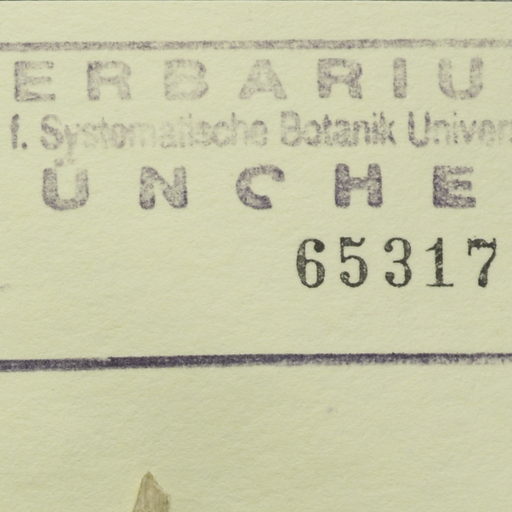 ERBARIU
f. Systematische Botanik Univer
ÜNCHE
65317